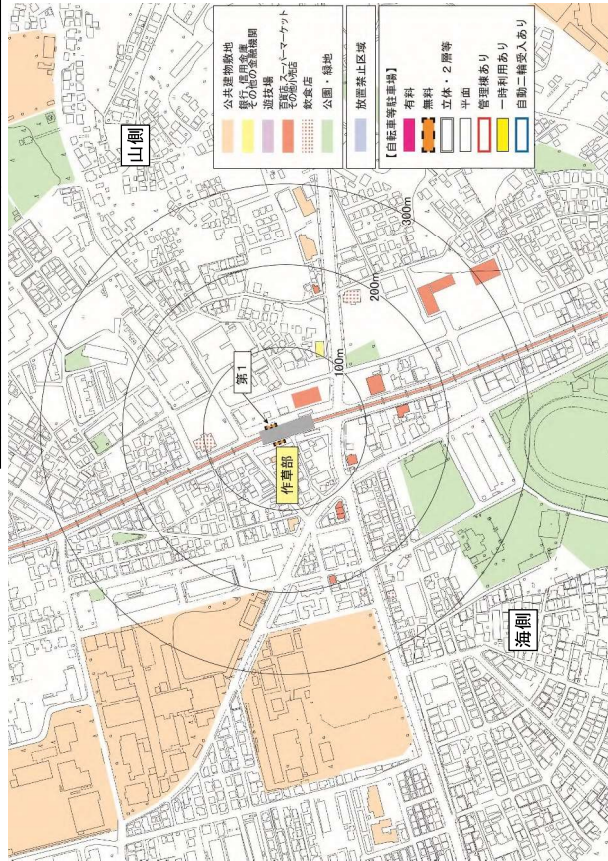 山側
公共建物敷地
銀行・信用金庫
その他の金融機関
遊技場
百貨店、スーパーマーケット
その他小売店
飲食店
公園・緑地
放置禁止区域
【自転車等駐車場】
有料
無料
立体・2層等
平面
管理棟あり
一時利用あり
自動二輪受入あり
300m
200m
100m
第1
作草部
海側